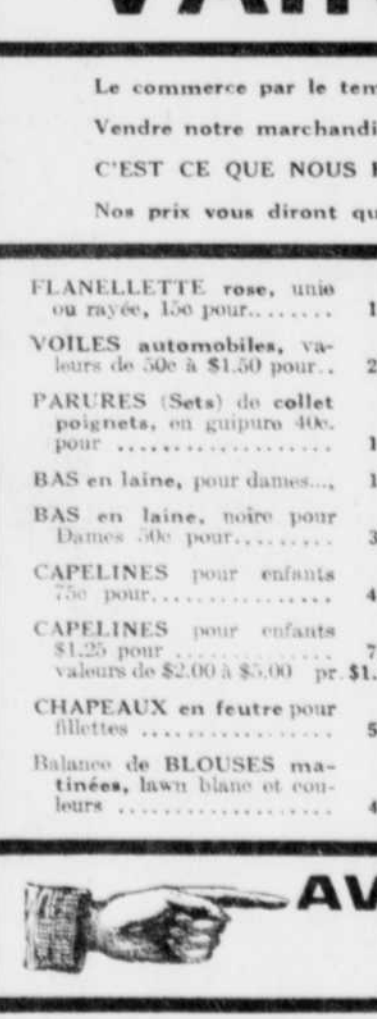 Le commerce par le tem
Vendre notre marchandi
C'EST CE QUE NOUS
Nos prix vous diront qu
FLANELLETTE rose, unie
ou rayée, 15c pour........ 1
VOILES automobiles, va-
leurs de 50c à $1.50 pour.. 2
PARURES (Sets) de collet
poignets, en guipure 40c.
pour .................... 1
BAS en laine, pour dames..., 1
BAS en laine, noire pour
Dames 50c pour......... 3
CAPELINES pour enfants
75c pour................. 4
CAPELINES pour enfants
$1.25 pour .............. 7
valeurs de $2.00 à $5.00 pr. $1.
CHAPEAUX en feutre pour
fillettes .................. 5
Balance de BLOUSES ma-
tinées, lawn blanc et cou-
leurs .................... 4
AV